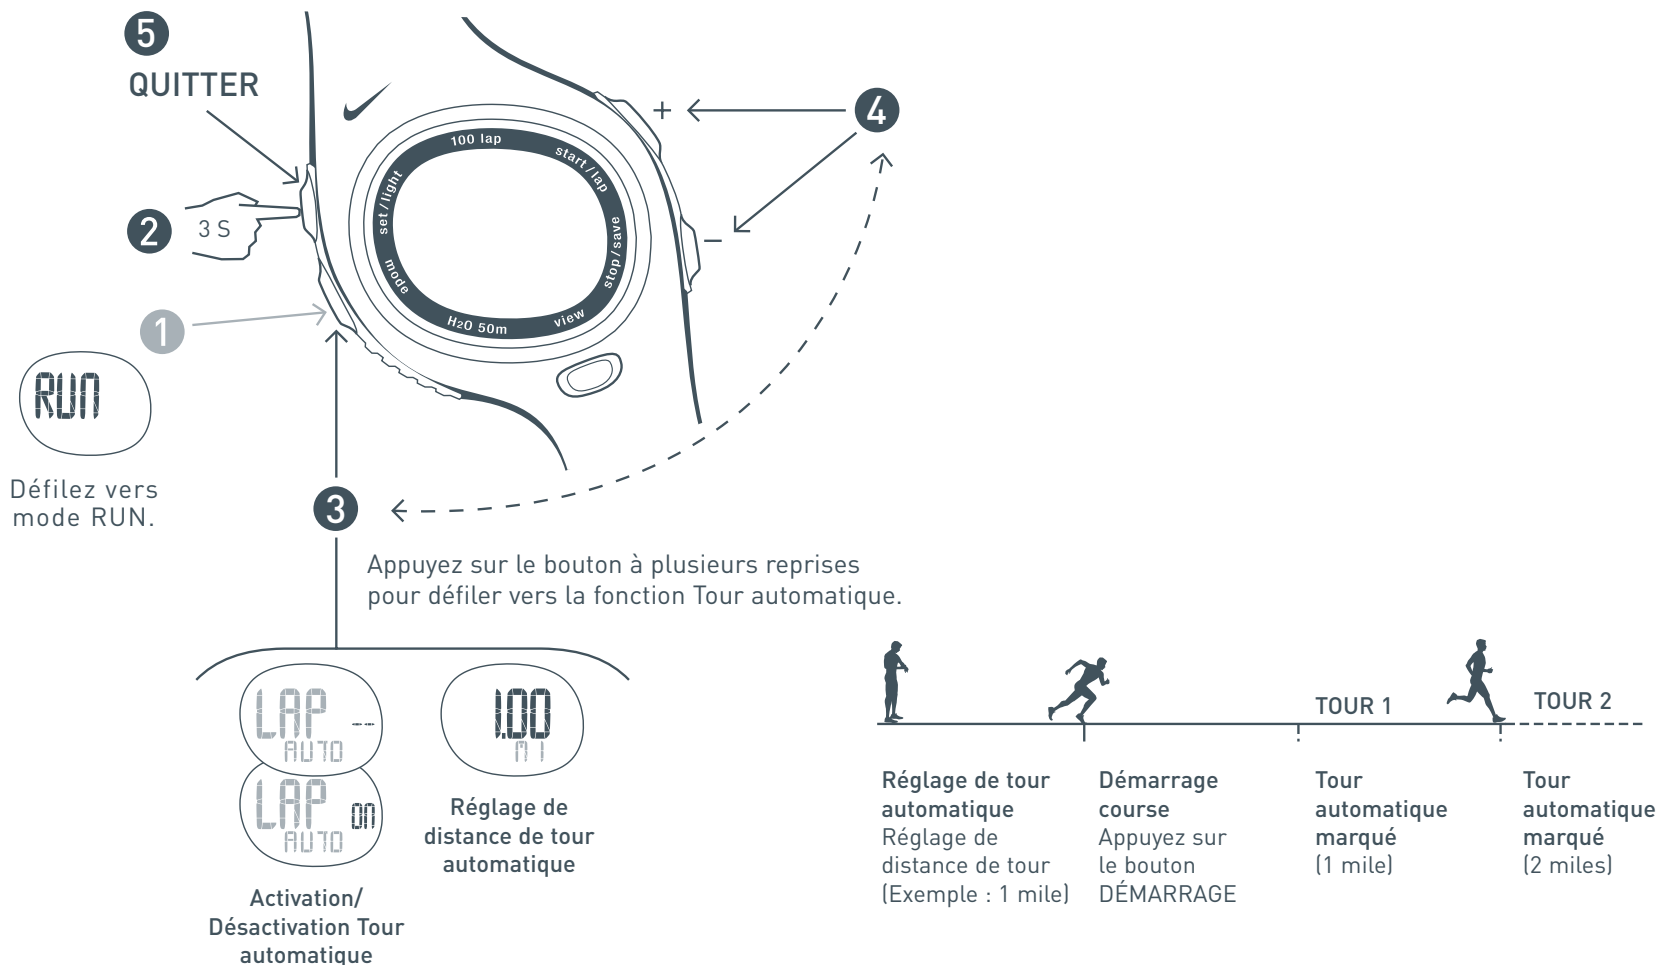 5
QUITTER
+
4
100 lap
start/lap
set/light
stop/save
mode
H2O 50m
view
2
3 S
−
1
RUN
Défilez vers
mode RUN.
3
Appuyez sur le bouton à plusieurs reprises
pour défiler vers la fonction Tour automatique.
LAP --
AUTO
LAP on
AUTO
1.00
MI
Réglage de
distance de tour
automatique
Activation/
Désactivation Tour
automatique
TOUR 1
TOUR 2
Réglage de tour
automatique
Réglage de
distance de tour
(Exemple : 1 mile)
Démarrage
course
Appuyez sur
le bouton
DÉMARRAGE
Tour
automatique
marqué
(1 mile)
Tour
automatique
marqué
(2 miles)